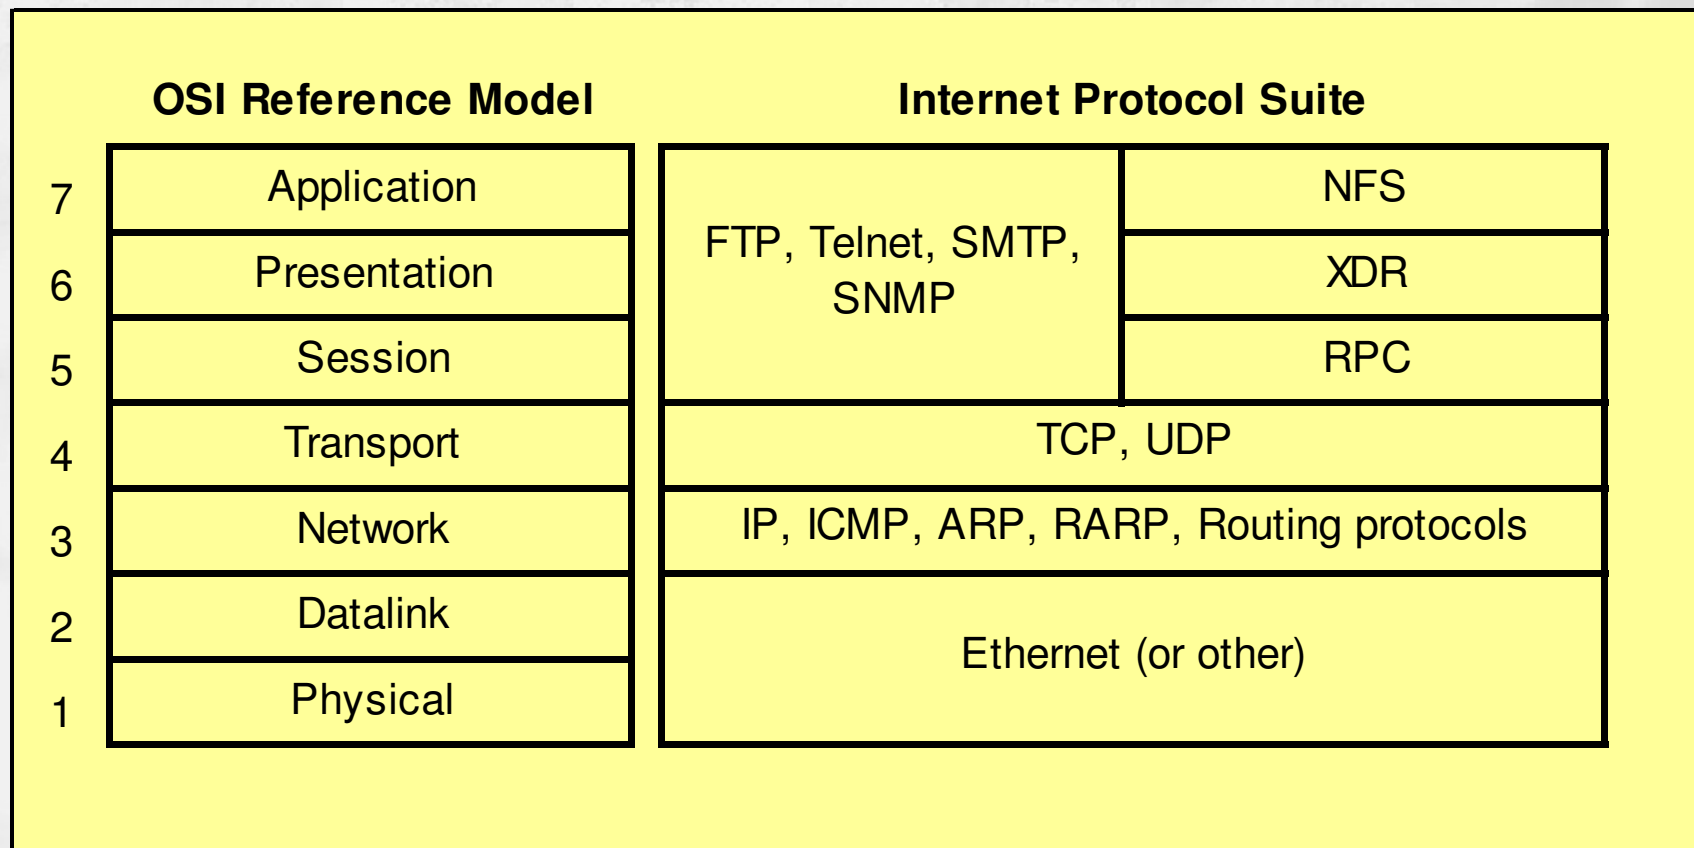 OSI Reference Model
Internet Protocol Suite
7
Application
NFS
FTP, Telnet, SMTP,
SNMP
6
Presentation
XDR
5
Session
RPC
4
Transport
TCP, UDP
3
Network
IP, ICMP, ARP, RARP, Routing protocols
2
Datalink
Ethernet (or other)
1
Physical